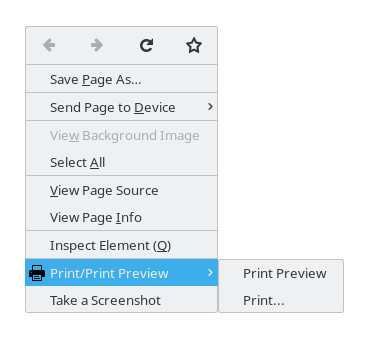 Save Page As...
Send Page to Device
View Background Image
Select All
View Page Source
View Page Info
Inspect Element (Q)
Print/Print Preview
Print Preview
Take a Screenshot
Print...